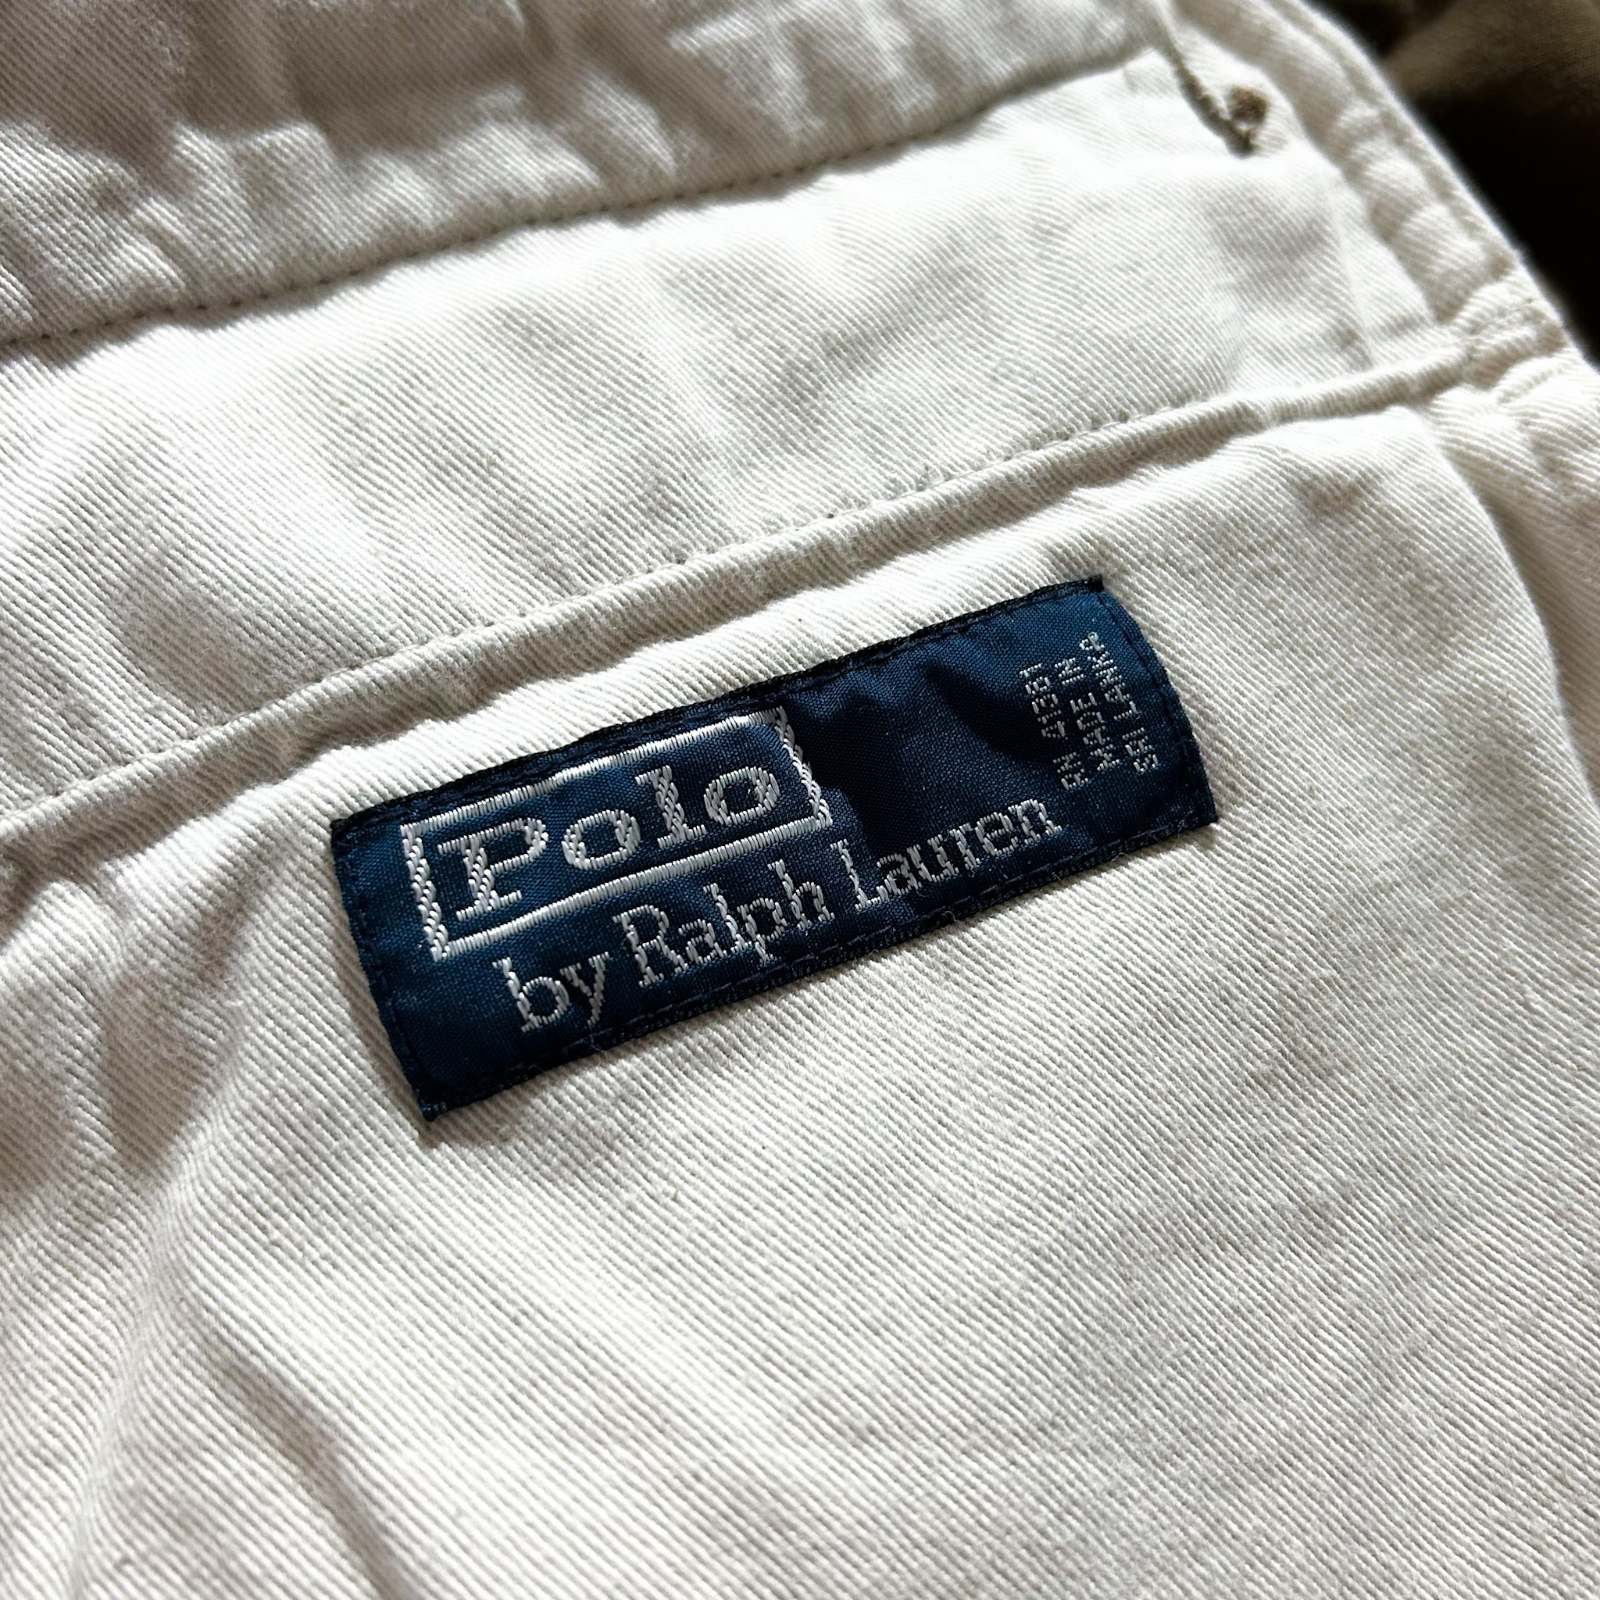 Polo
by Ralph Lauren
RN 41381
MADE IN
SRI LANKA